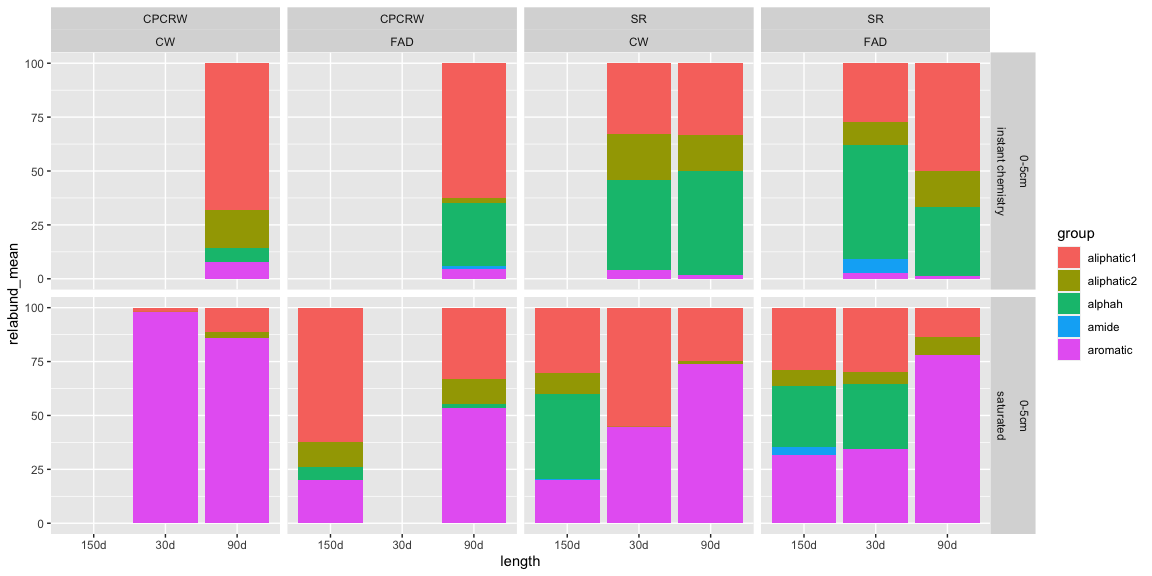 CPCRW CPCRW SR SR
CW FAD CW FAD
100
75
50
25
0
0-5cm
instant chemistry
100
75
50
25
0
0-5cm
saturated
150d 30d 90d 150d 30d 90d 150d 30d 90d 150d 30d 90d
length
relabund_mean
group
aliphatic1
aliphatic2
alphah
amide
aromatic